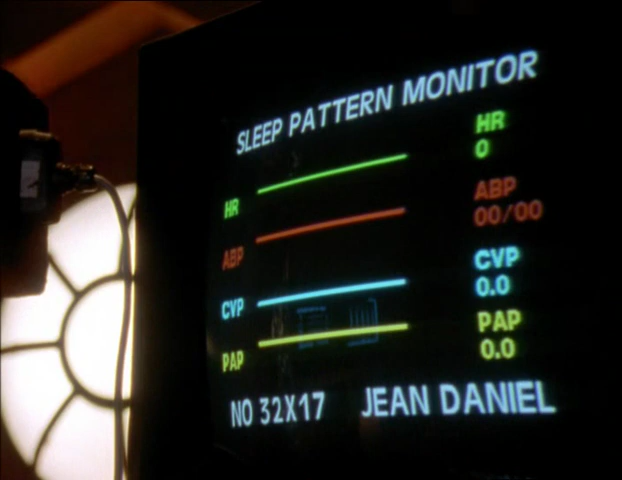 SLEEP PATTERN MONITOR
HR
HR
0
ABP
ABP
00/00
CVP
CVP
0.0
PAP
PAP
0.0
NO 32X17 JEAN DANIEL